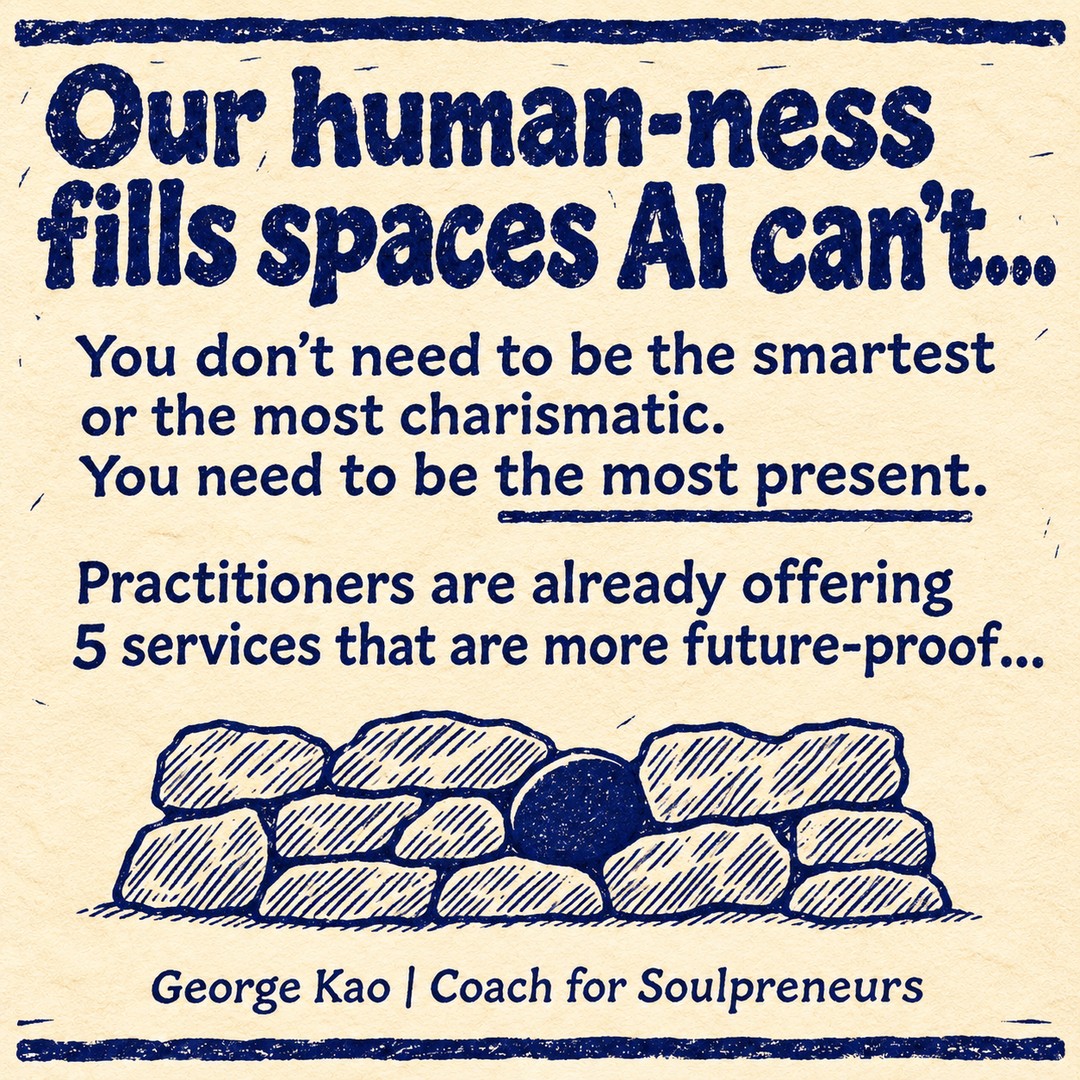 Our human-ness
fills spaces AI can't...
You don't need to be the smartest
or the most charismatic.
You need to be the most present.
Practitioners are already offering
5 services that are more future-proof...
George Kao | Coach for Soulpreneurs